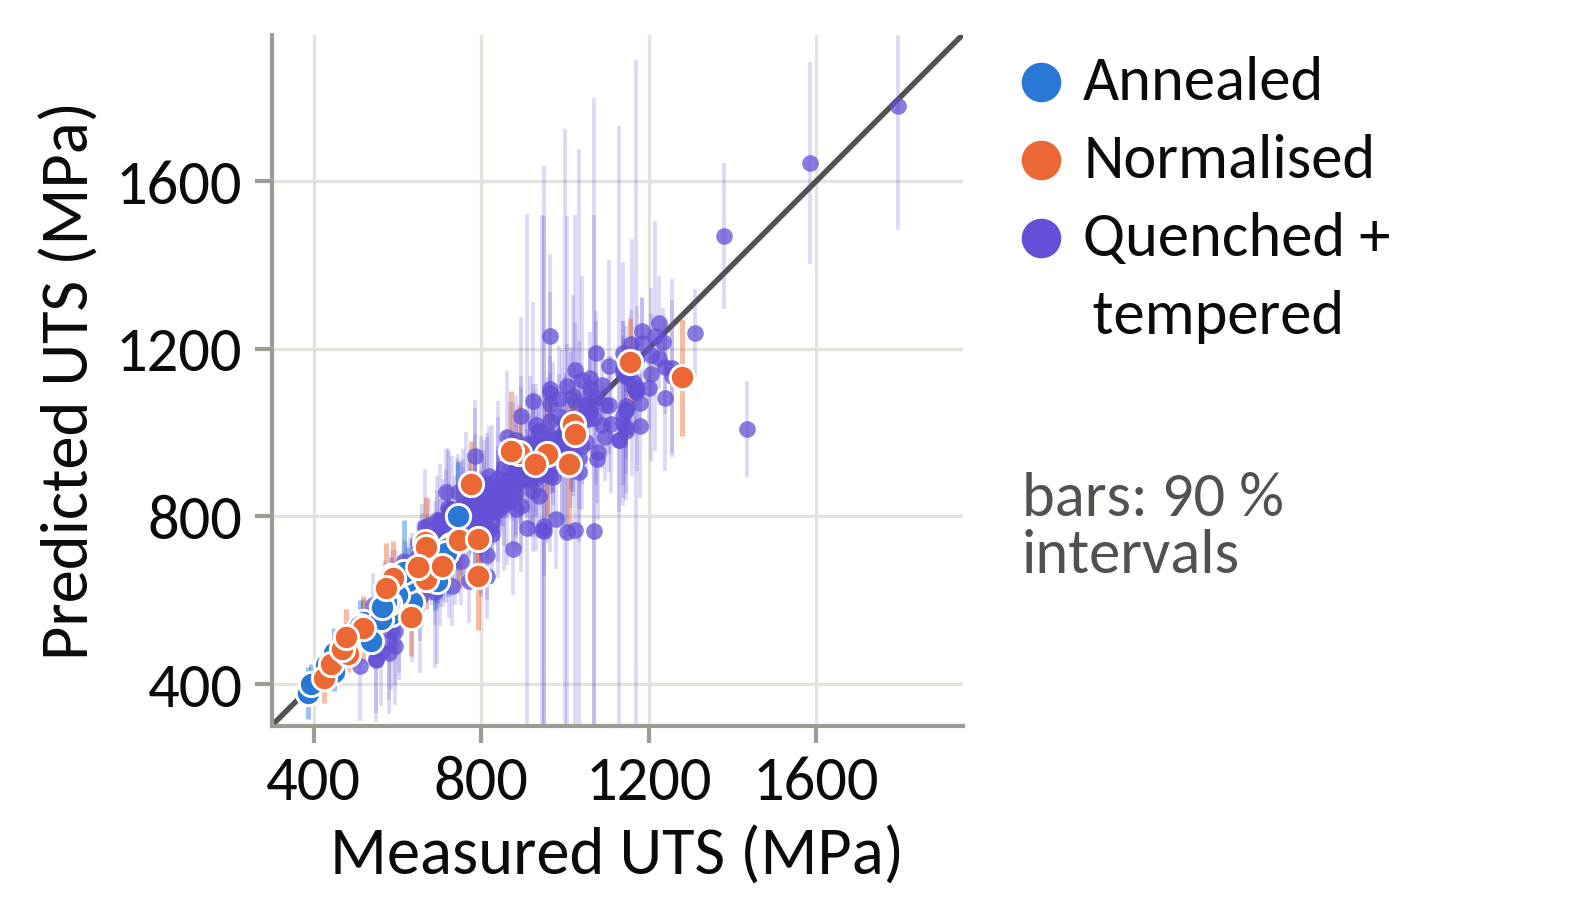 Predicted UTS (MPa)
1600
1200
800
400
400 800 1200 1600
Measured UTS (MPa)
Annealed
Normalised
Quenched +
tempered
bars: 90 %
intervals